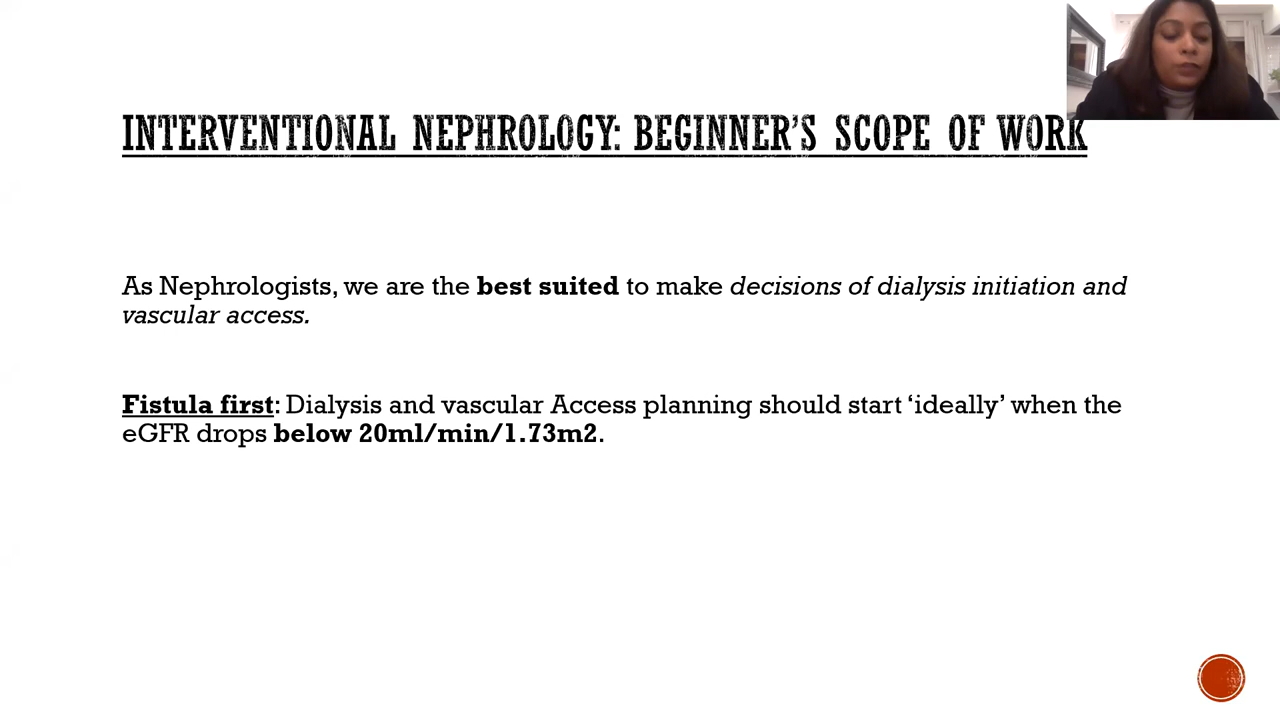 INTERVENTIONAL NEPHROLOGY: BEGINNER'S SCOPE OF WORK
As Nephrologists, we are the best suited to make decisions of dialysis initiation and
vascular access.
Fistula first: Dialysis and vascular Access planning should start ‘ideally’ when the
eGFR drops below 20ml/min/1.73m2.